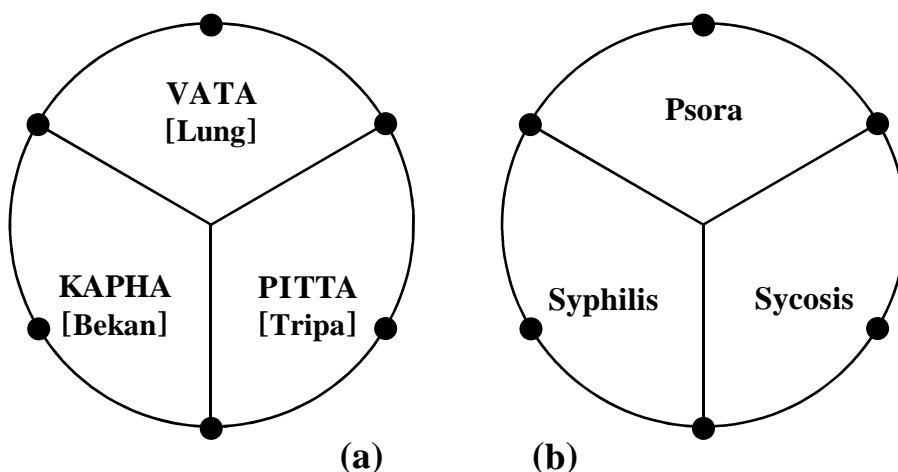 VATA
[Lung]
KAPHA
[Bekan]
PITTA
[Tripa]
(a)
Psora
Syphilis
Sycosis
(b)